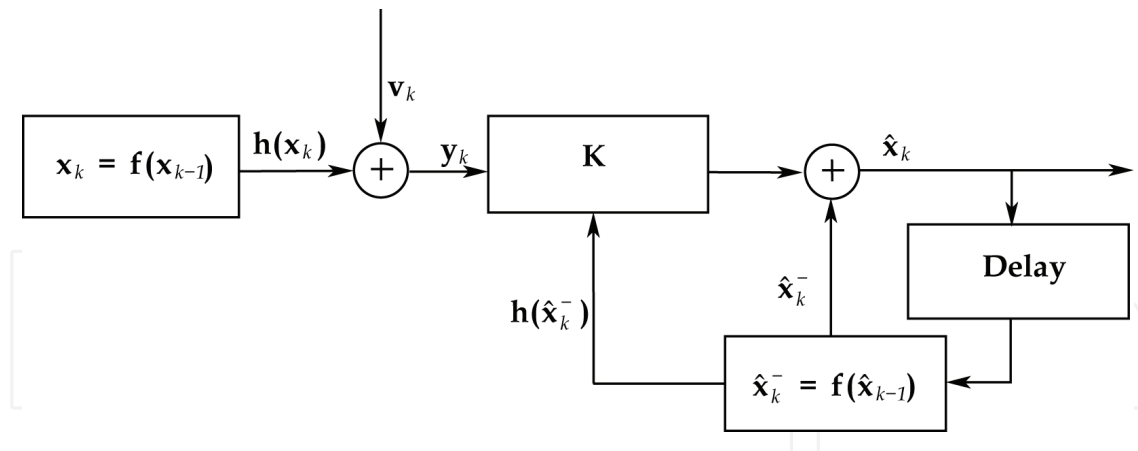 v_k
x_k = f(x_{k-1})
h(x_k)
+
y_k
K
+
x̂_k
Delay
h(x̂_k^-)
x̂_k^-
x̂_k^- = f(x̂_{k-1})